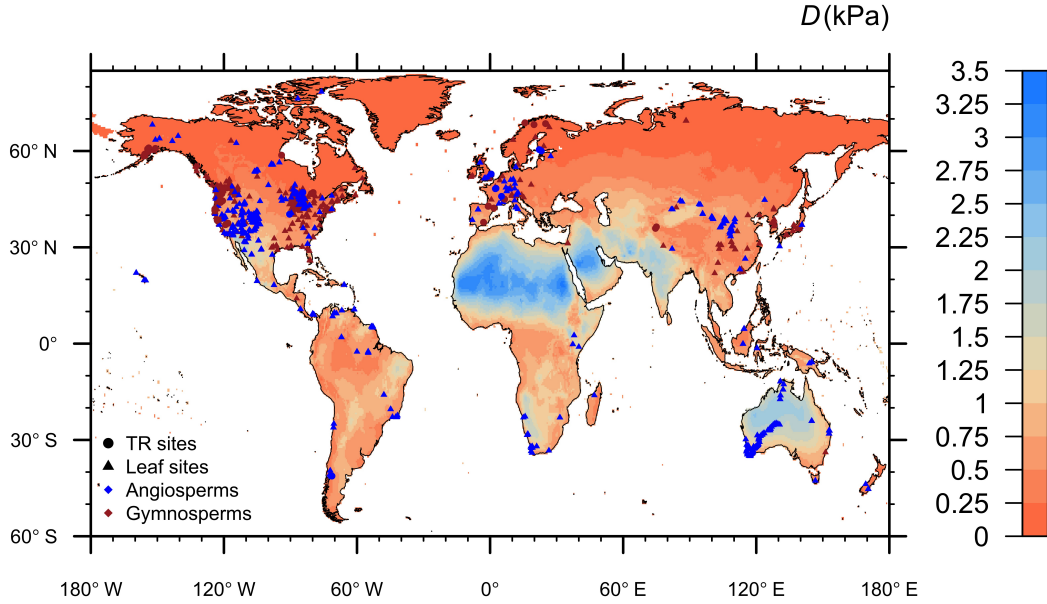 D (kPa)
3.5
3.25
3
2.75
2.5
2.25
2
1.75
1.5
1.25
1
0.75
0.5
0.25
0
60° N
30° N
0°
30° S
60° S
TR sites
Leaf sites
Angiosperms
Gymnosperms
180° W 120° W 60° W 0° 60° E 120° E 180° E